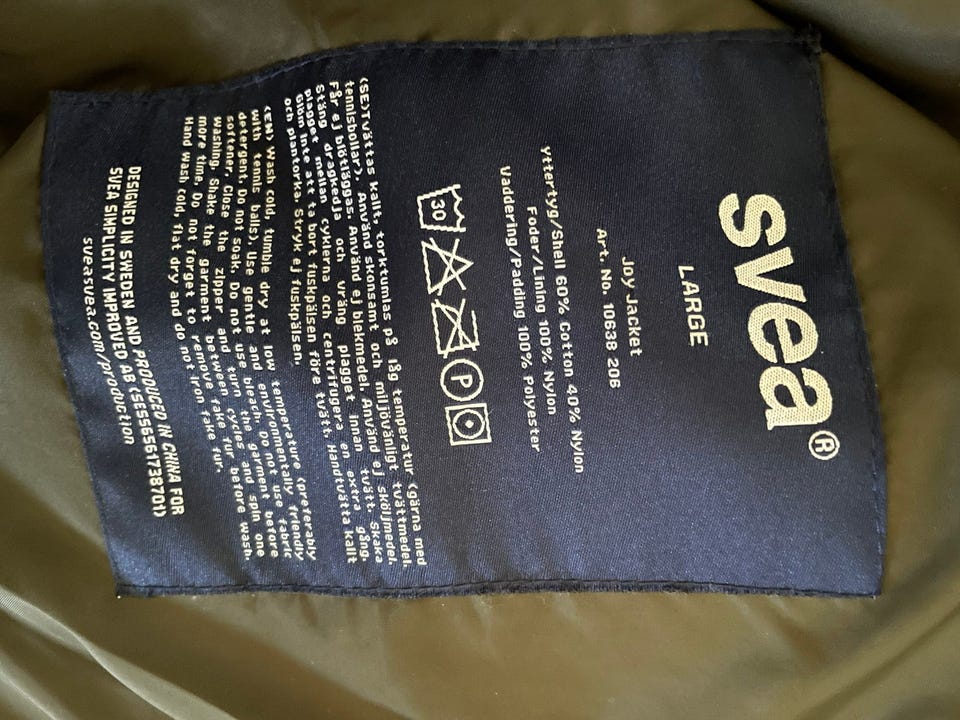 svea®
LARGE
Joy Jacket
Art. No. 10638 206
Yttertyg/Shell 60% Cotton 40% Nylon
Foder/Lining 100% Nylon
Vadering/Padding 100% Polyester
30 P
(SE)Tvättas kallt, torktumlas på låg temperatur (gärna med
tennisbollar). Använd skonsamt och miljövänligt tvättmedel.
Får ej blötläggas. Använd ej blekmedel. Använd ej sköljmedel.
Stäng dragkedja och vräng plagget innan tvätt. Skaka
plagget mellan cyklerna och centrifugera en extra gång.
Glöm inte att ta bort fuskpälsen före tvätt. Handtvätta kallt
och plantorka. Stryk ej fuskpälsen.
(EN) Wash cold, tumble dry at low temperature (preferably
with tennis balls). Use gentle and environmentally friendly
detergent. Do not soak. Do not use bleach. Do not use fabric
softener. Close the zipper and turn the garment before
washing. Shake the garment between cycles and spin one
more time. Do not forget to remove fake fur before wash.
Hand wash cold, flat dry and do not iron fake fur.
DESIGNED IN SWEDEN AND PRODUCED IN CHINA FOR
SVEA SIMPLICITY IMPROVED AB (SE5565617738701)
sveasvea.com/production